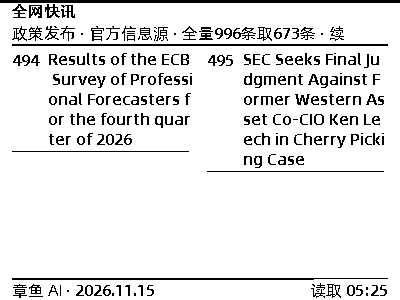 全网快讯
政策发布 · 官方信息源 · 全量996条取673条 · 续
494 Results of the ECB
Survey of Professi
onal Forecasters f
or the fourth quar
ter of 2026
495 SEC Seeks Final Ju
dgment Against F
ormer Western As
set Co-CIO Ken Le
ech in Cherry Picki
ng Case
章鱼 AI · 2026.11.15
读取 05:25